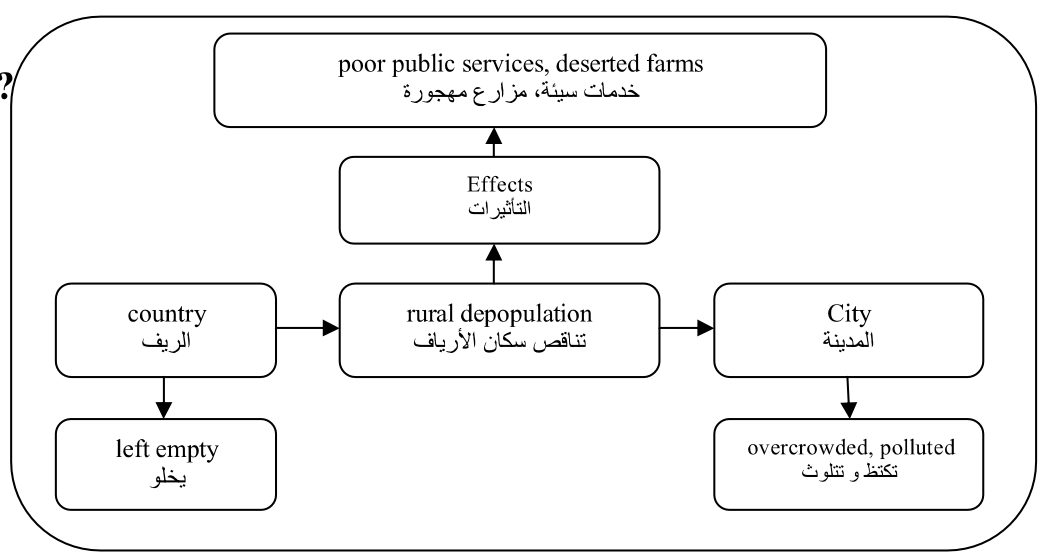 ?
poor public services, deserted farms
خدمات سيئة، مزارع مهجورة
Effects
التأثيرات
country
الريف
rural depopulation
تناقص سكان الأرياف
City
المدينة
left empty
يخلو
overcrowded, polluted
تكتظ و تتلوث